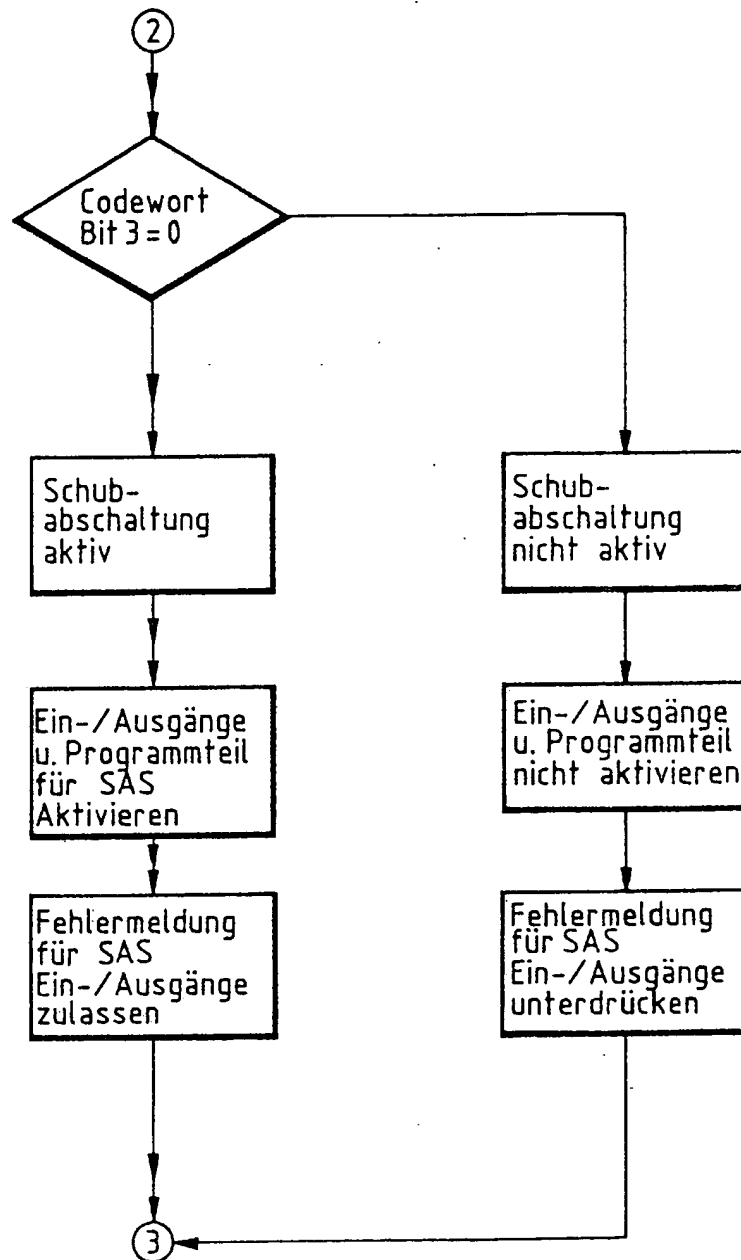 2
Codewort
Bit 3=0
Schub-
abschaltung
aktiv
Schub-
abschaltung
nicht aktiv
Ein-/Ausgänge
u. Programmteil
für SAS
Aktivieren
Ein-/Ausgänge
u. Programmteil
nicht aktivieren
Fehlermeldung
für SAS
Ein-/Ausgänge
zulassen
Fehlermeldung
für SAS
Ein-/Ausgänge
unterdrücken
3